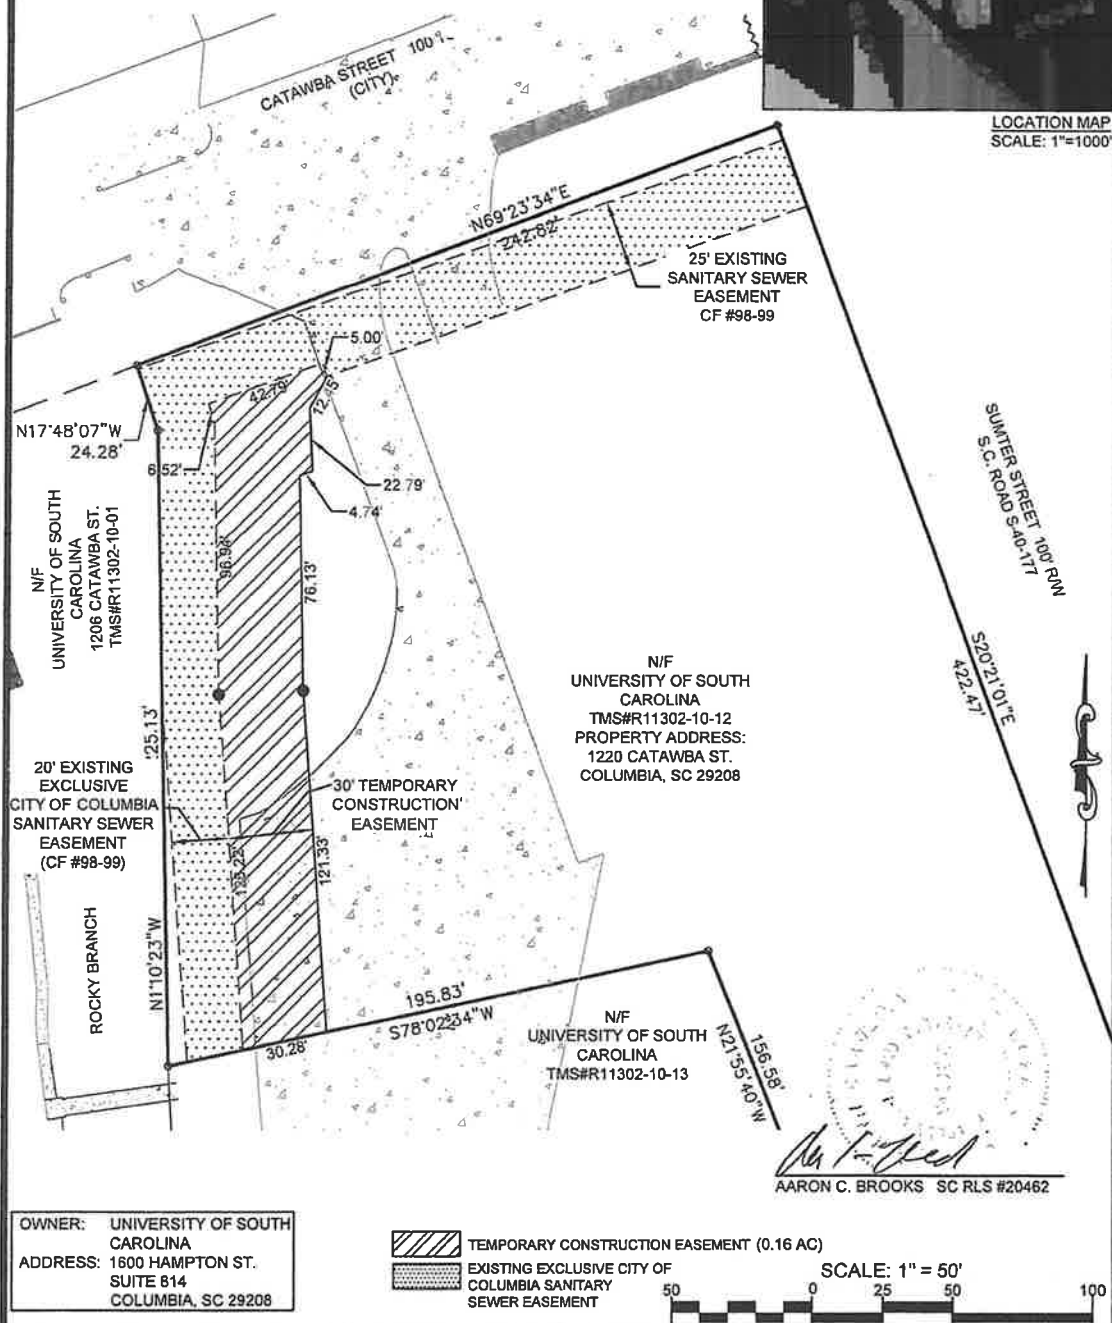 CATAWBA STREET 100'
(CITY)
LOCATION MAP
SCALE: 1"=1000'
N69°23'34"E
242.82'
25' EXISTING
SANITARY SEWER
EASEMENT
CF #98-99
5.00'
42.79'
12.45'
N17°48'07"W
24.28'
6.52'
22.79'
4.74'
SUMTER STREET 100' R/W
S.C. ROAD S-40-177
N/F
UNIVERSITY OF SOUTH
CAROLINA
1206 CATAWBA ST.
TMS#R11302-10-01
96.94'
76.13'
N/F
UNIVERSITY OF SOUTH
CAROLINA
TMS#R11302-10-12
PROPERTY ADDRESS:
1220 CATAWBA ST.
COLUMBIA, SC 29208
S20°21'01"E
422.47'
25.13'
20' EXISTING
EXCLUSIVE
CITY OF COLUMBIA
SANITARY SEWER
EASEMENT
(CF #98-99)
30' TEMPORARY
CONSTRUCTION
EASEMENT
121.33'
ROCKY BRANCH
N1°10'23"W
195.83'
S78°02'34"W
30.28'
N/F
UNIVERSITY OF SOUTH
CAROLINA
TMS#R11302-10-13
156.58'
N21°55'40"W
AARON C. BROOKS SC RLS #20462
OWNER: UNIVERSITY OF SOUTH
CAROLINA
ADDRESS: 1600 HAMPTON ST.
SUITE 814
COLUMBIA, SC 29208
TEMPORARY CONSTRUCTION EASEMENT (0.16 AC)
EXISTING EXCLUSIVE CITY OF
COLUMBIA SANITARY
SEWER EASEMENT
SCALE: 1" = 50'
50 0 25 50 100